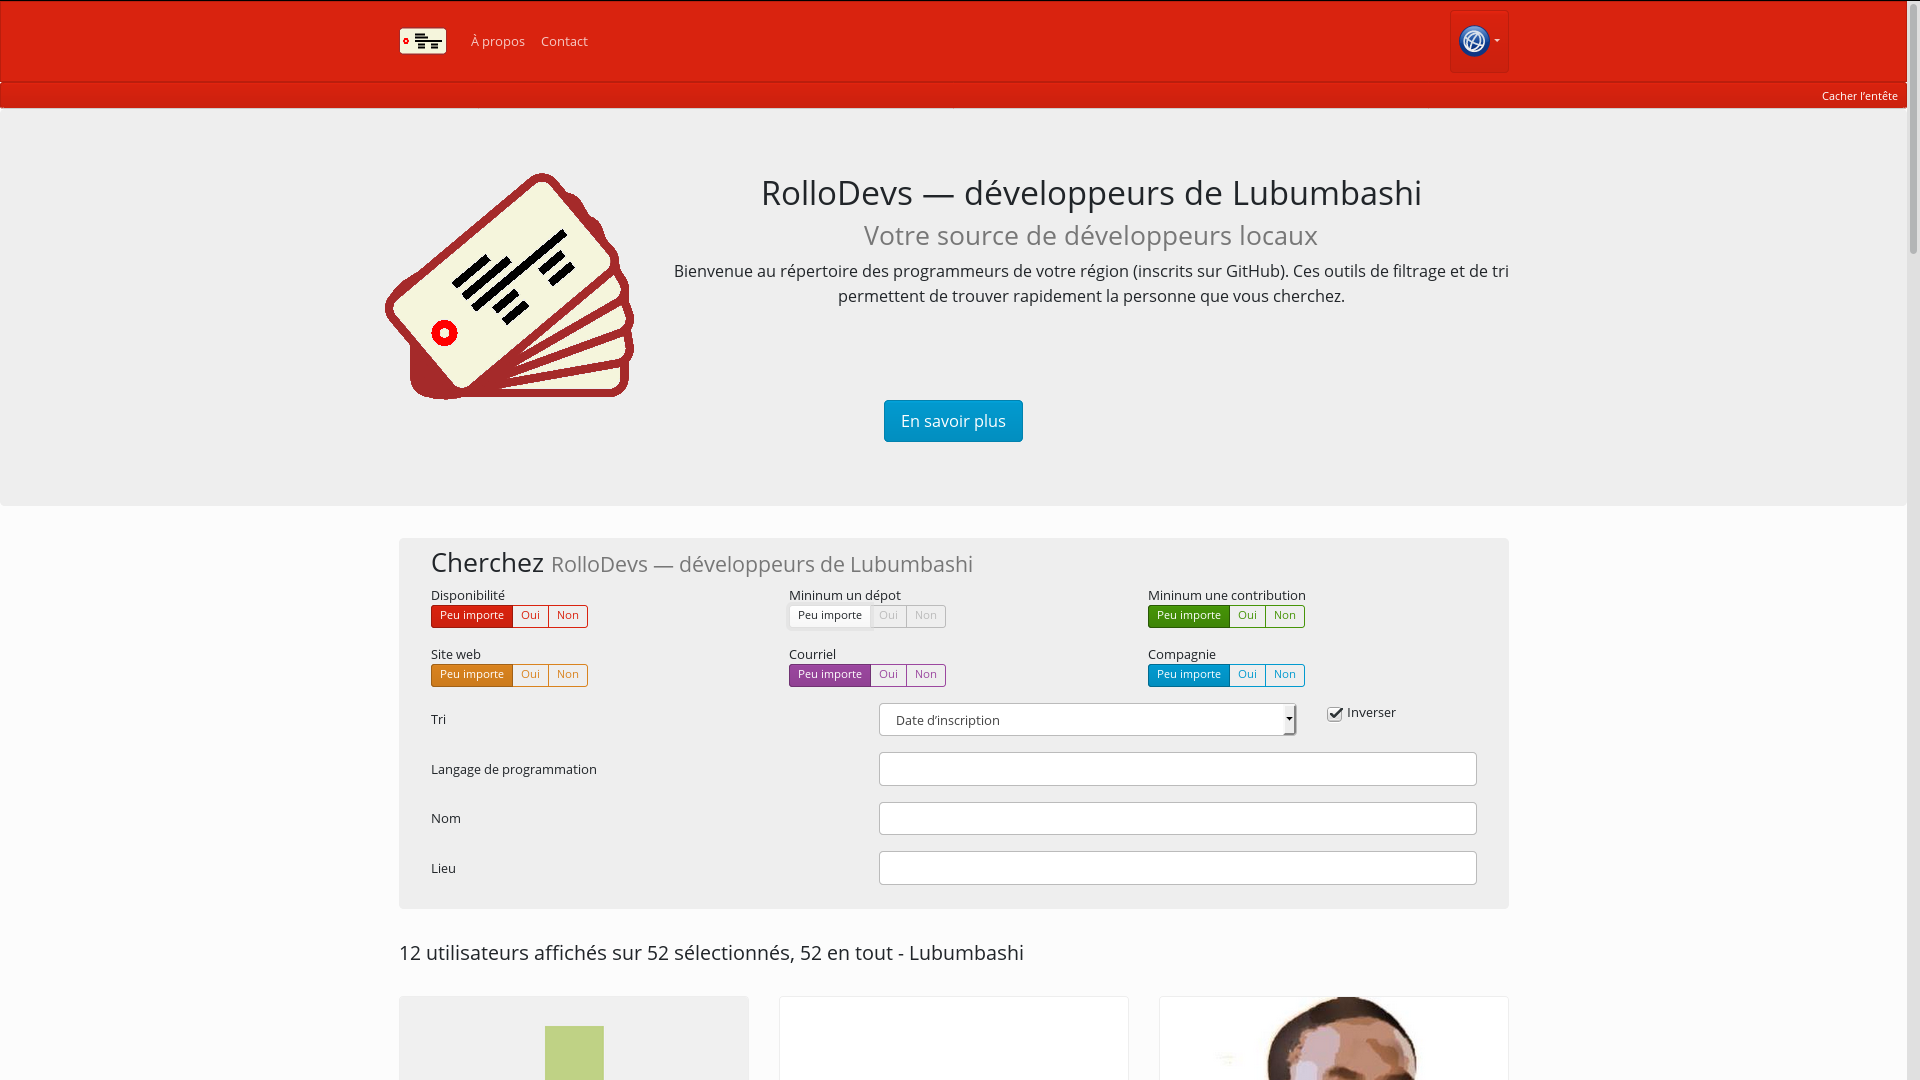 À propos
Contact
Cacher l’entête
RolloDevs — développeurs de Lubumbashi
Votre source de développeurs locaux
Bienvenue au répertoire des programmeurs de votre région (inscrits sur GitHub). Ces outils de filtrage et de tri
permettent de trouver rapidement la personne que vous cherchez.
En savoir plus
Cherchez RolloDevs — développeurs de Lubumbashi
Disponibilité
Peu importe Oui Non
Mininum un dépot
Peu importe Oui Non
Mininum une contribution
Peu importe Oui Non
Site web
Peu importe Oui Non
Courriel
Peu importe Oui Non
Compagnie
Peu importe Oui Non
Tri
Date d’inscription
Inverser
Langage de programmation
Nom
Lieu
12 utilisateurs affichés sur 52 sélectionnés, 52 en tout - Lubumbashi